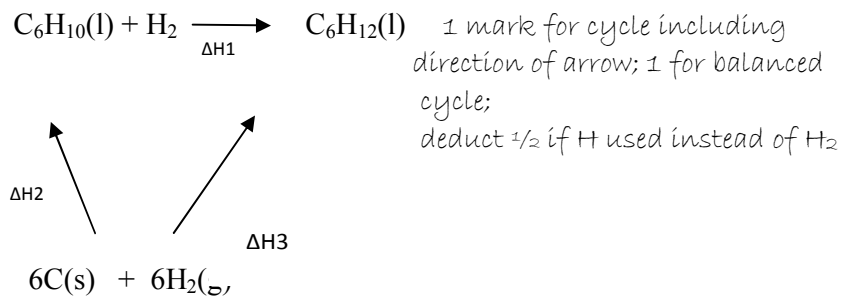 C₆H₁₀(l) + H₂ ΔH1 C₆H₁₂(l) 1 mark for cycle including
direction of arrow; 1 for balanced
cycle;
deduct ½ if H used instead of H₂
ΔH2
ΔH3
6C(s) + 6H₂(